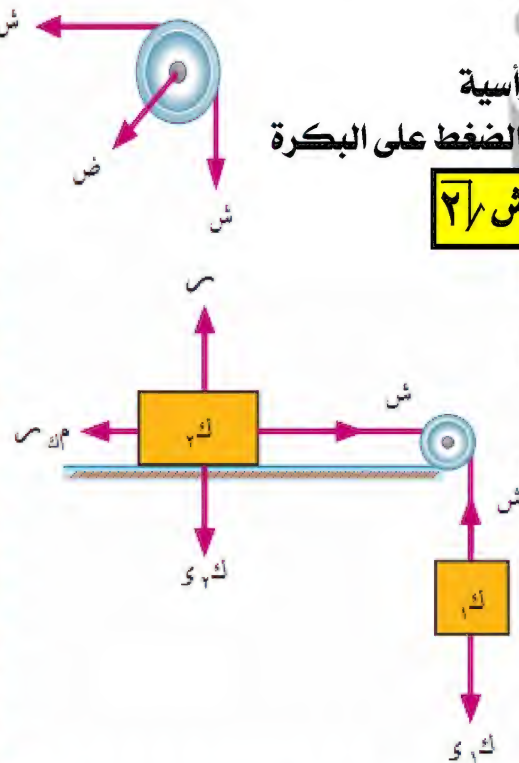 ش
أسية
الضغط على البكرة
ض
ش
ش √٢
ر
ش
ك٢
م ك ر
ش
ك٢ ء
ك١
ك١ ء